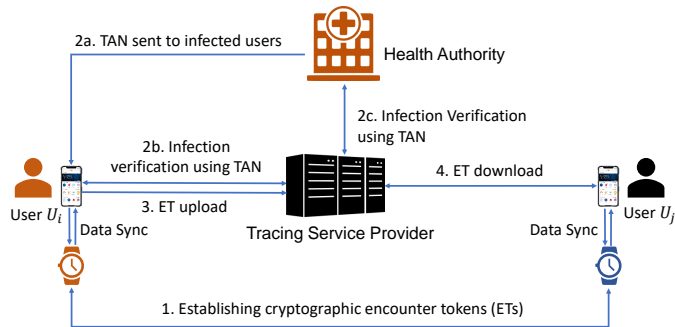 2a. TAN sent to infected users
Health Authority
2c. Infection Verification
using TAN
2b. Infection
verification using TAN
4. ET download
3. ET upload
User U_i
User U_j
Data Sync
Tracing Service Provider
Data Sync
1. Establishing cryptographic encounter tokens (ETs)